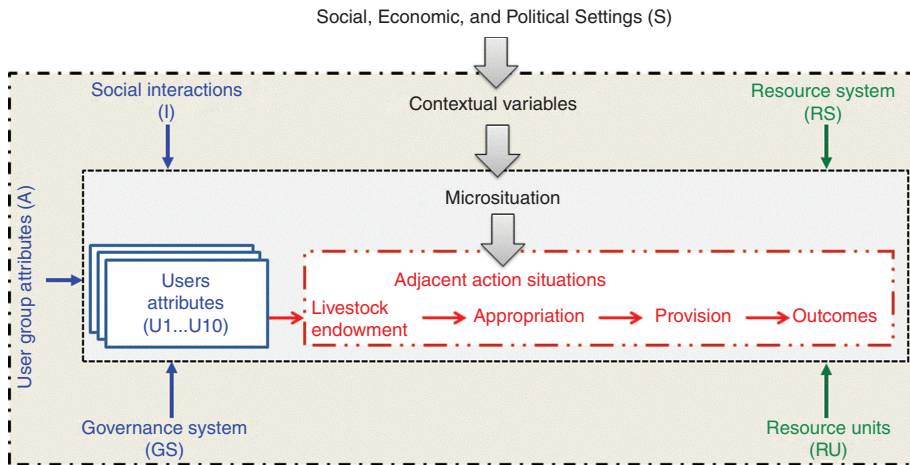 Social, Economic, and Political Settings (S)
Social interactions
(I)
Contextual variables
Resource system
(RS)
Microsituation
User group attributes (A)
Users
attributes
(U1...U10)
Adjacent action situations
Livestock
endowment
Appropriation
Provision
Outcomes
Governance system
(GS)
Resource units
(RU)